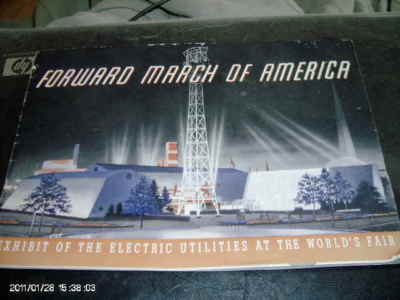 FORWARD MARCH OF AMERICA
EXHIBIT OF THE ELECTRIC UTILITIES AT THE WORLD'S FAIR
2011/01/28 15:38:03